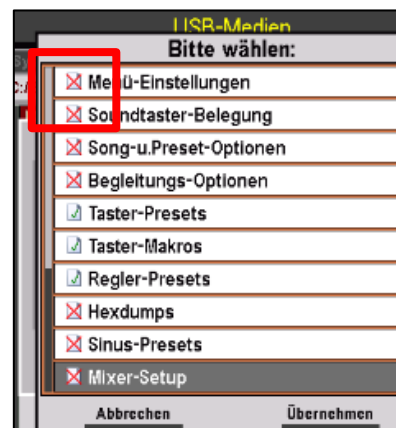 USB-Medien
Bitte wählen:
Menü-Einstellungen
Soundtaster-Belegung
Song-u.Preset-Optionen
Begleitungs-Optionen
Taster-Presets
Taster-Makros
Regler-Presets
Hexdumps
Sinus-Presets
Mixer-Setup
Abbrechen Übernehmen